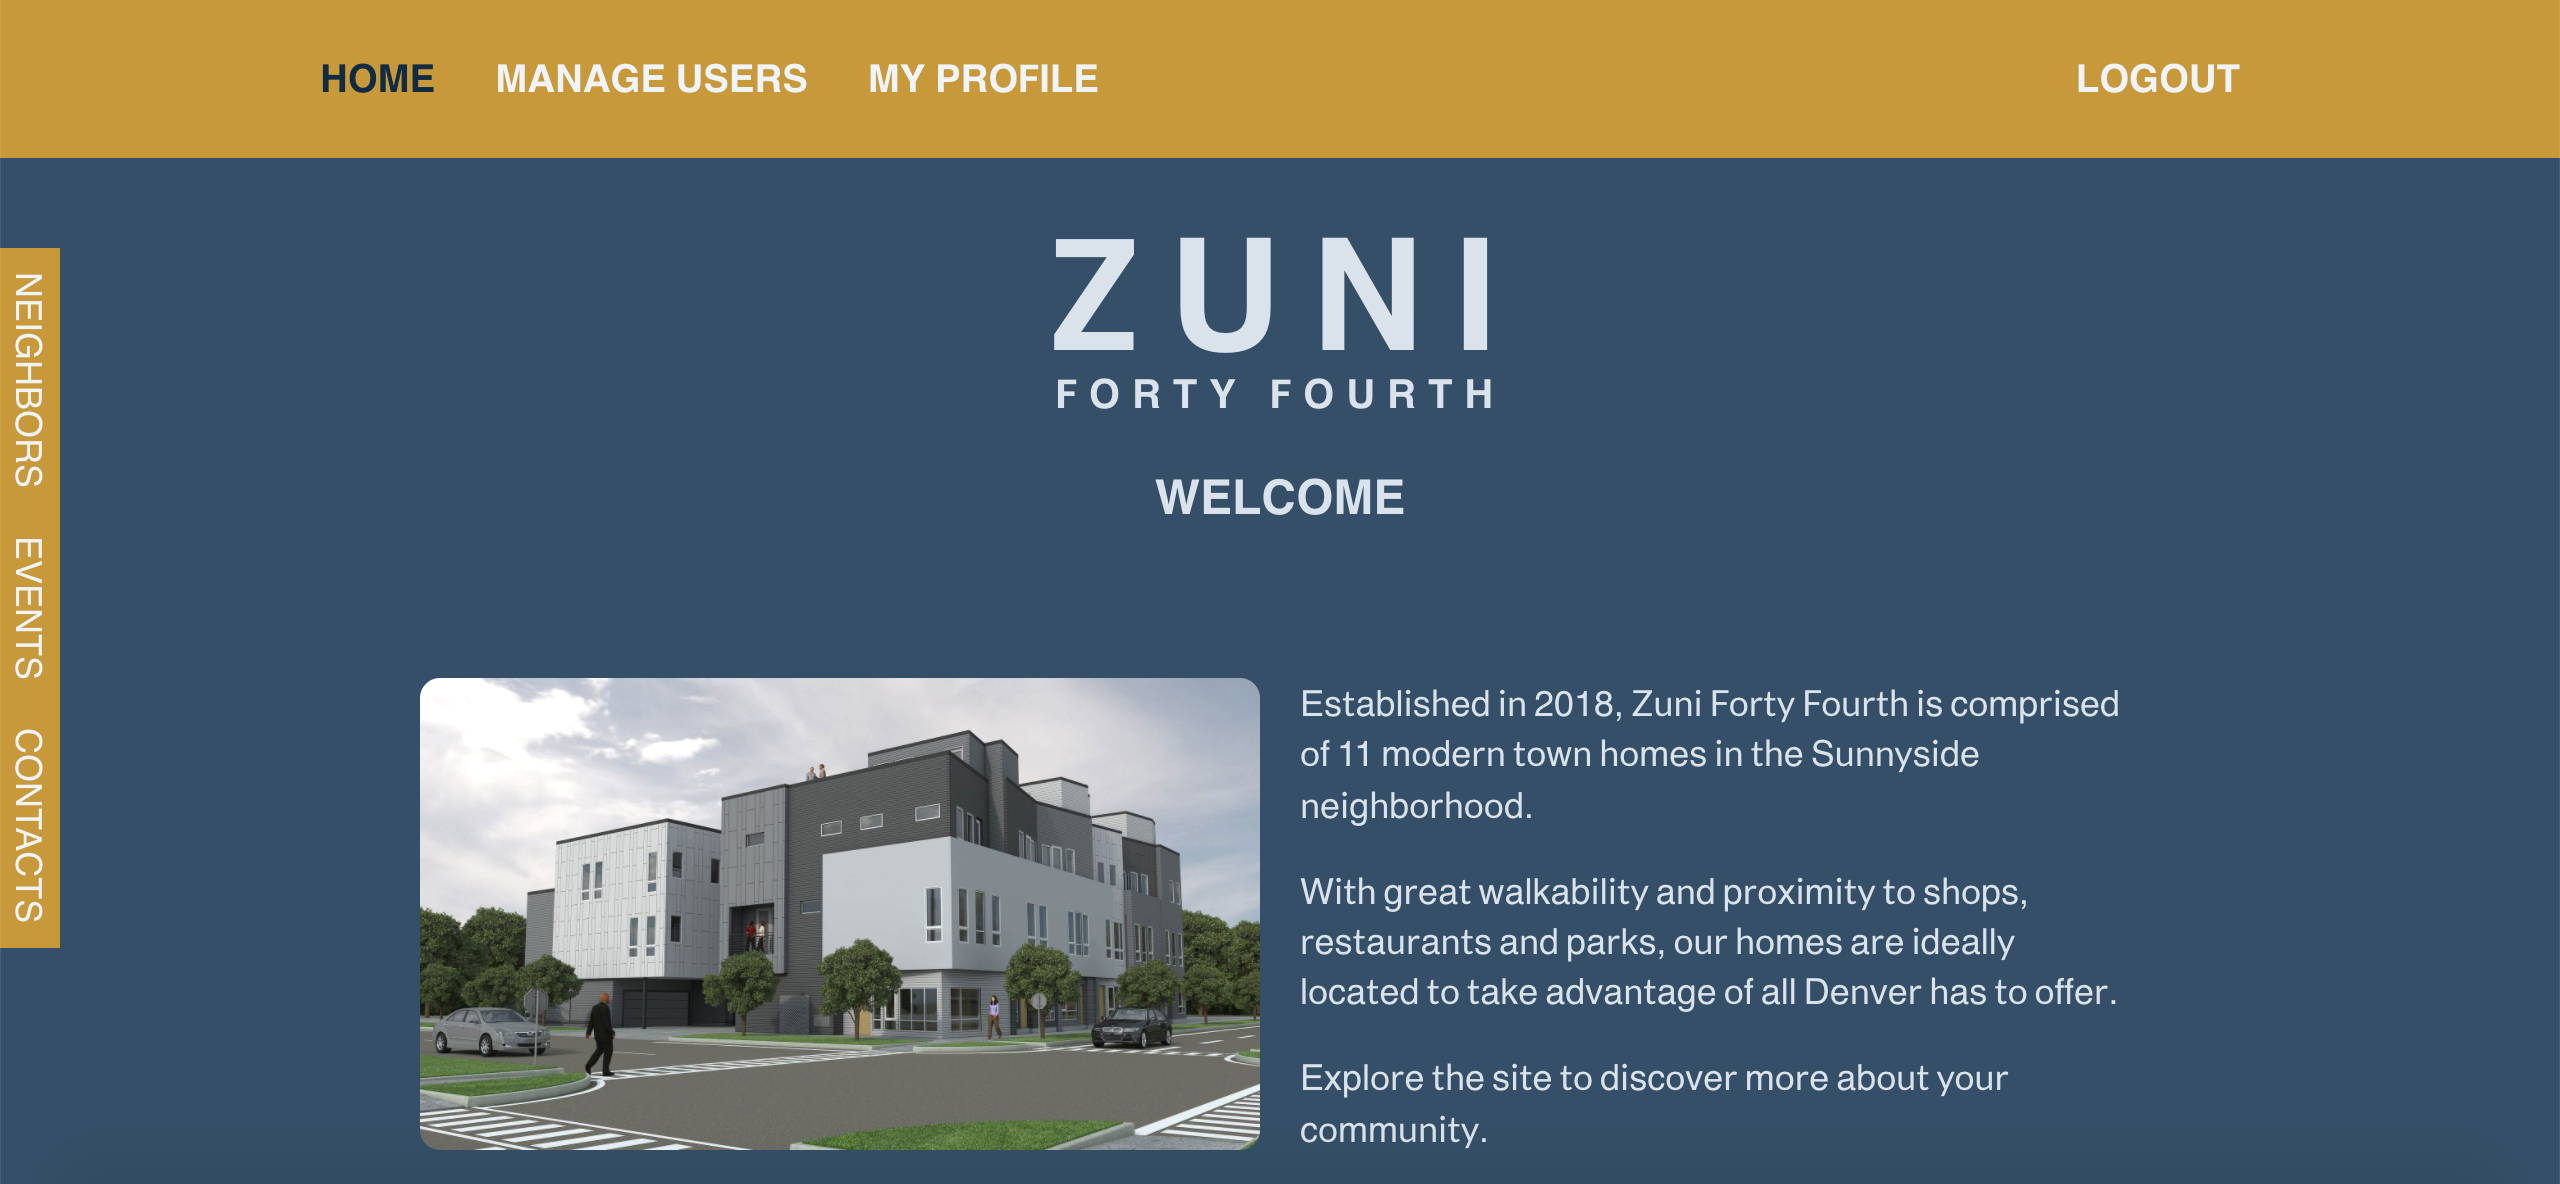 HOME MANAGE USERS MY PROFILE LOGOUT
NEIGHBORS
EVENTS
CONTACTS
ZUNI
FORTY FOURTH
WELCOME
Established in 2018, Zuni Forty Fourth is comprised
of 11 modern town homes in the Sunnyside
neighborhood.
With great walkability and proximity to shops,
restaurants and parks, our homes are ideally
located to take advantage of all Denver has to offer.
Explore the site to discover more about your
community.